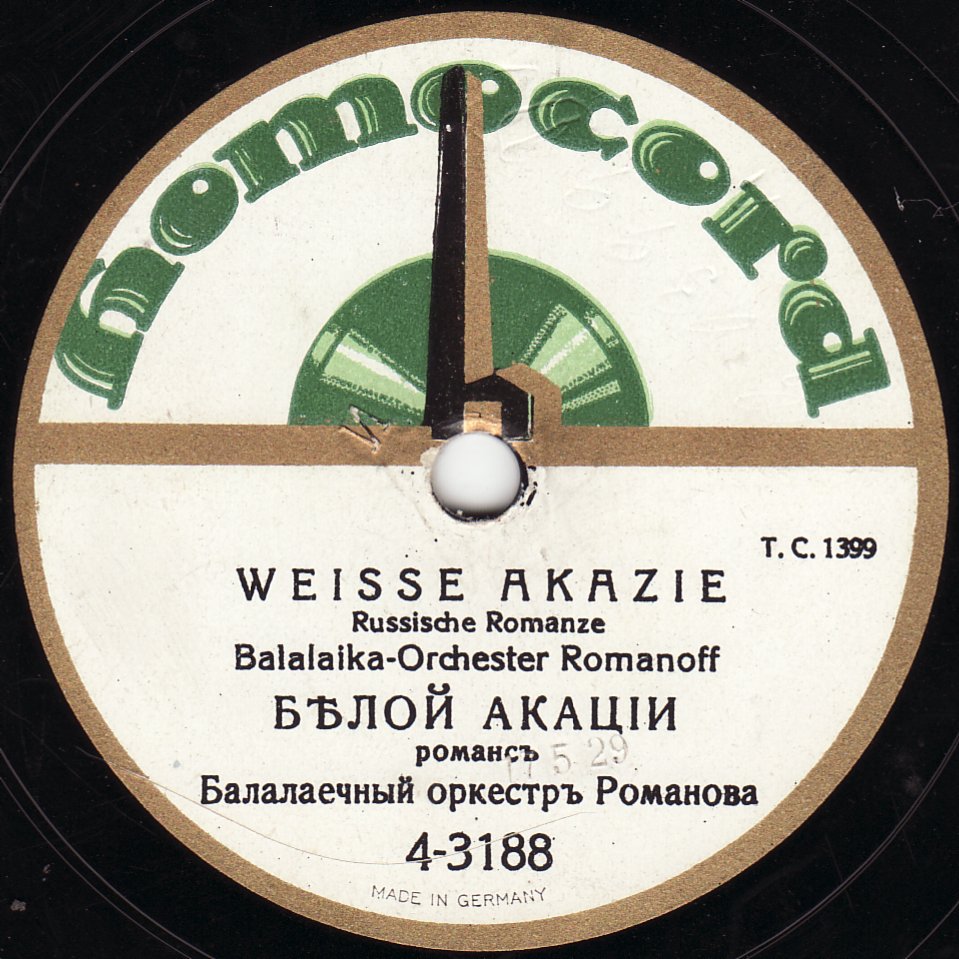 homocord
T. C. 1399
WEISSE AKAZIE
Russische Romanze
Balalaika-Orchester Romanoff
БѢЛОЙ АКАЦІИ
романсъ
5 29
Балалаечный оркестръ Романова
4-3188
MADE IN GERMANY